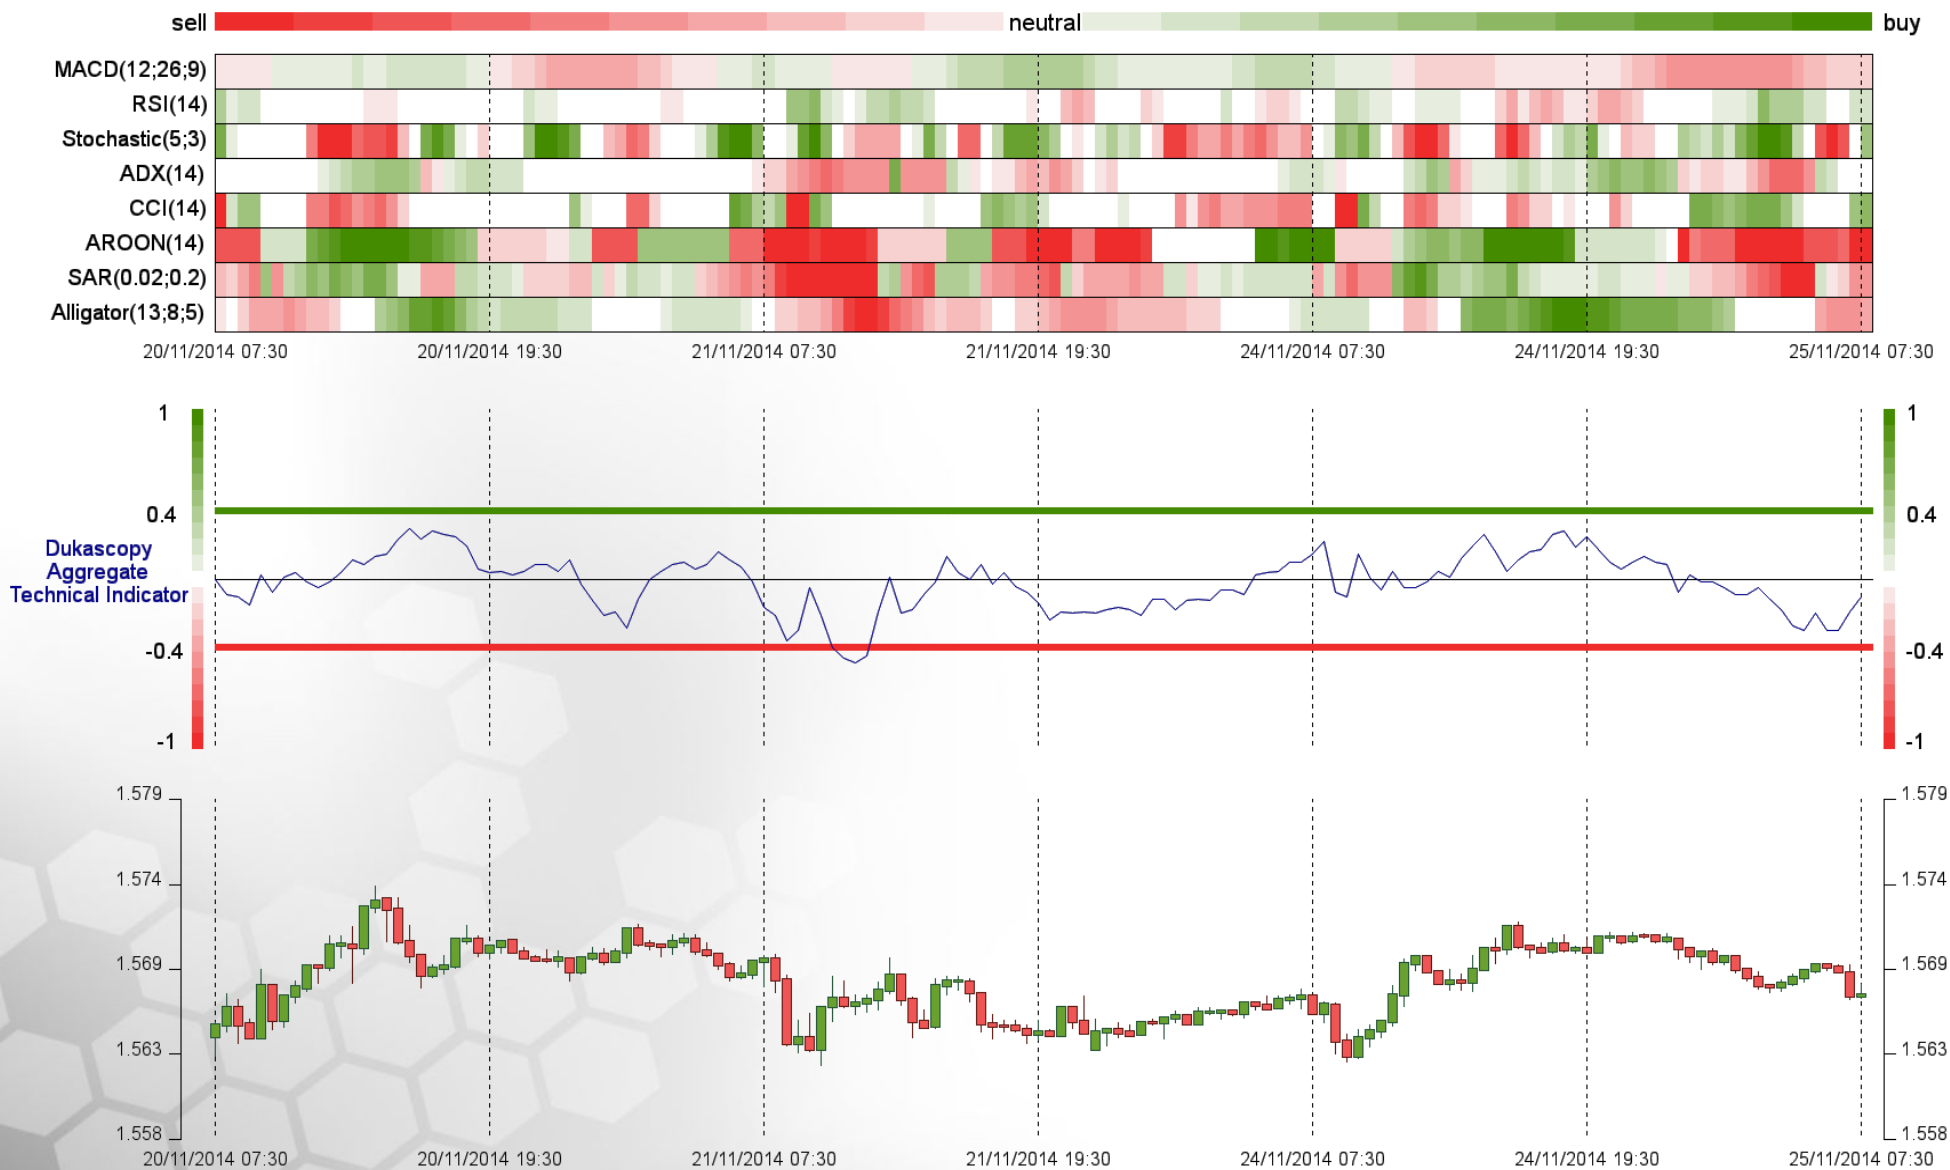 sell neutral buy
MACD(12;26;9)
RSI(14)
Stochastic(5;3)
ADX(14)
CCI(14)
AROON(14)
SAR(0.02;0.2)
Alligator(13;8;5)
20/11/2014 07:30 20/11/2014 19:30 21/11/2014 07:30 21/11/2014 19:30 24/11/2014 07:30 24/11/2014 19:30 25/11/2014 07:30
1 1
0.4 0.4
Dukascopy
Aggregate
Technical Indicator
-0.4 -0.4
-1 -1
1.579 1.579
1.574 1.574
1.569 1.569
1.563 1.563
1.558 1.558
20/11/2014 07:30 20/11/2014 19:30 21/11/2014 07:30 21/11/2014 19:30 24/11/2014 07:30 24/11/2014 19:30 25/11/2014 07:30